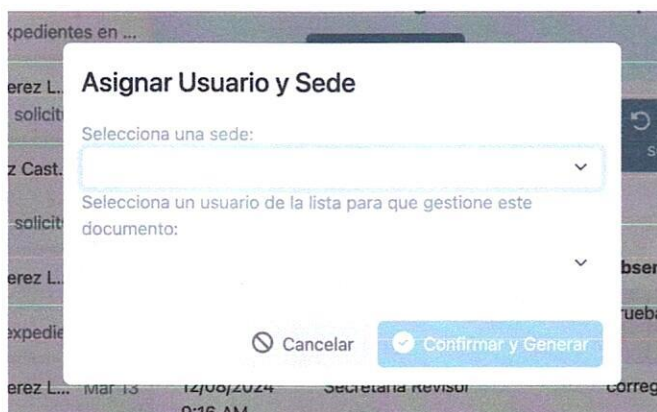 xpedientes en ...
erez L...
solicit
Asignar Usuario y Sede
Selecciona una sede:
z Cast.
solicit
Selecciona un usuario de la lista para que gestione este
documento:
erez L..
bser
rueba
expedie
Cancelar
Confirmar y Generar
erez L... Mar 13 12/08/2024 Secretaria Revisor correg
9:16 AM